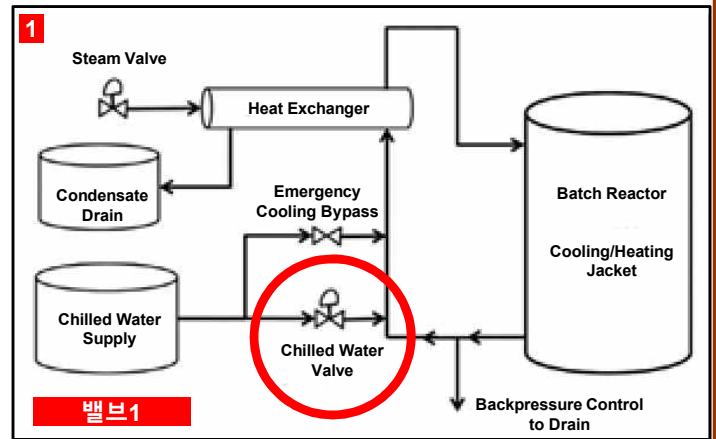 1
Steam Valve
Heat Exchanger
Condensate
Drain
Emergency
Cooling Bypass
Batch Reactor
Cooling/Heating
Jacket
Chilled Water
Supply
Chilled Water
Valve
밸브1
Backpressure Control
to Drain